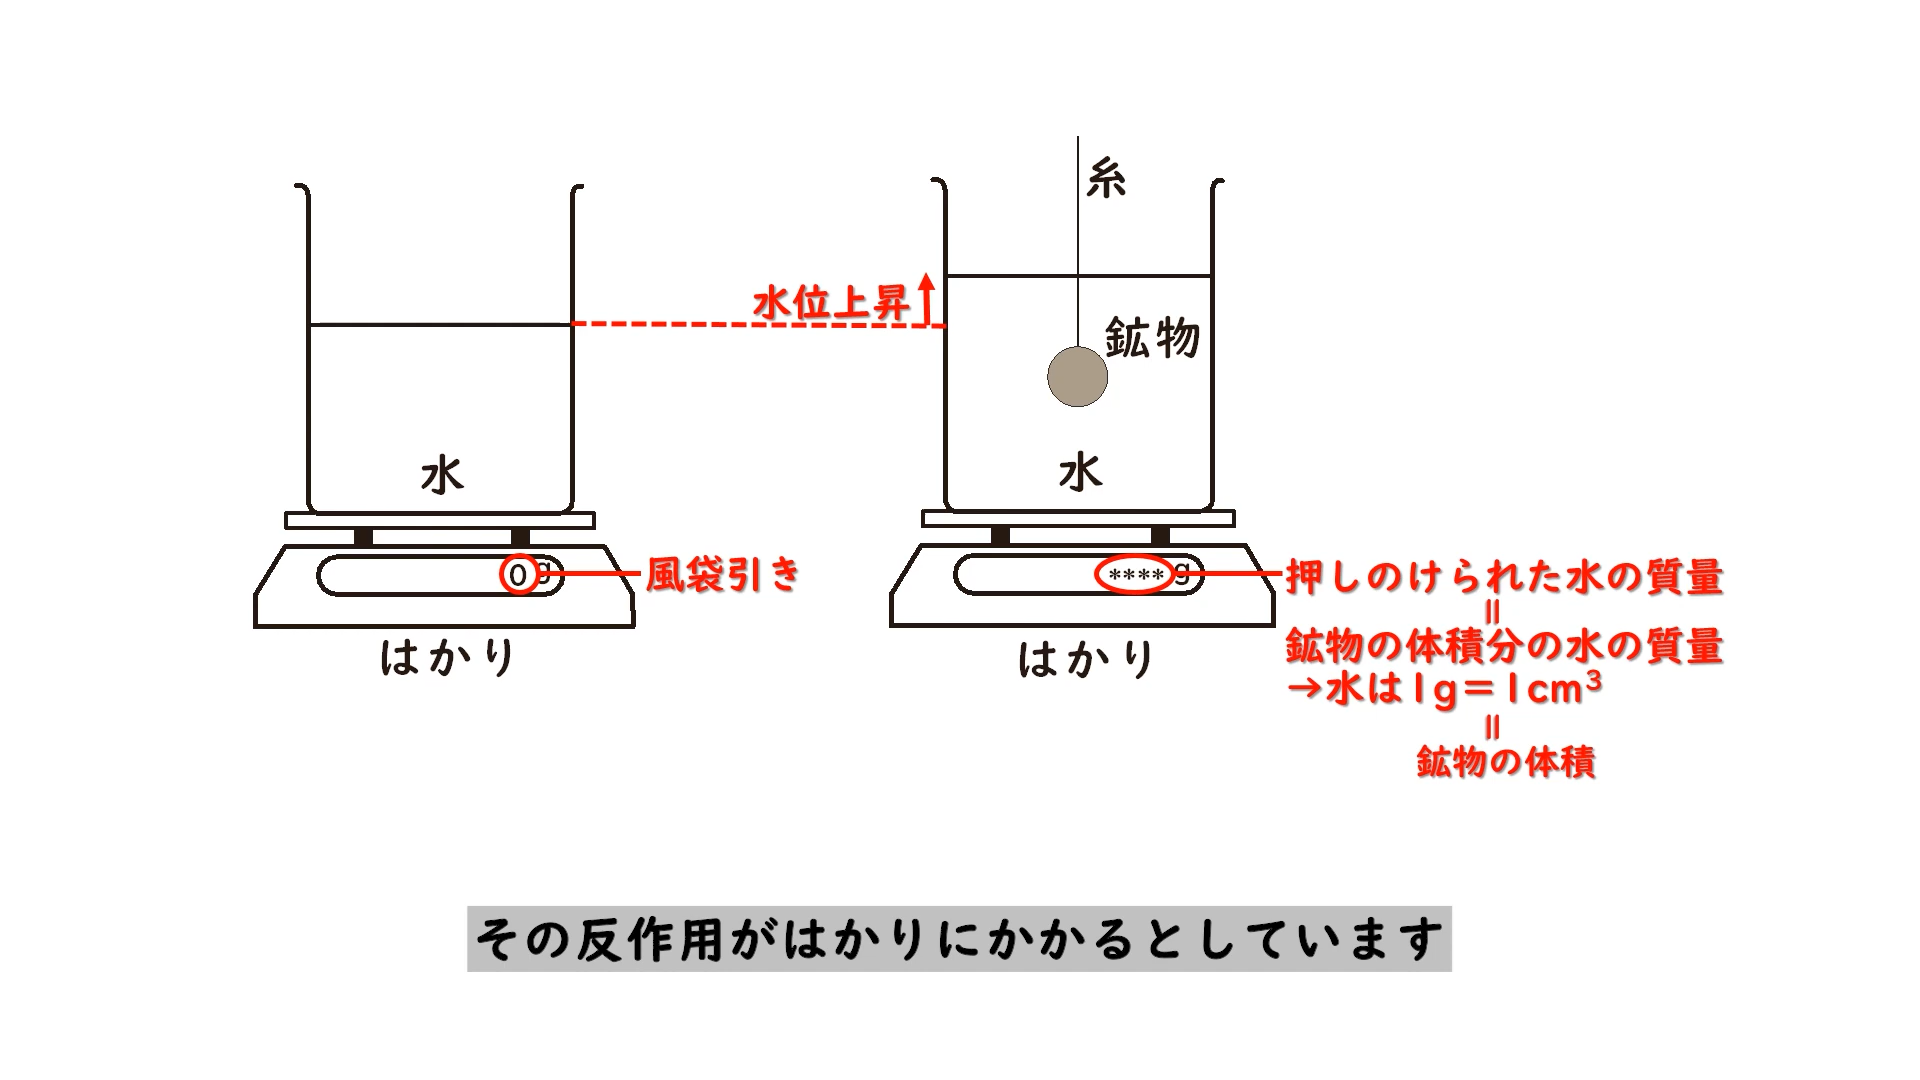 糸
水位上昇
鉱物
水
水
0g
風袋引き
****g
押しのけられた水の質量
=
鉱物の体積分の水の質量
→水は1g=1cm³
=
鉱物の体積
はかり
はかり
その反作用がはかりにかかるとしています